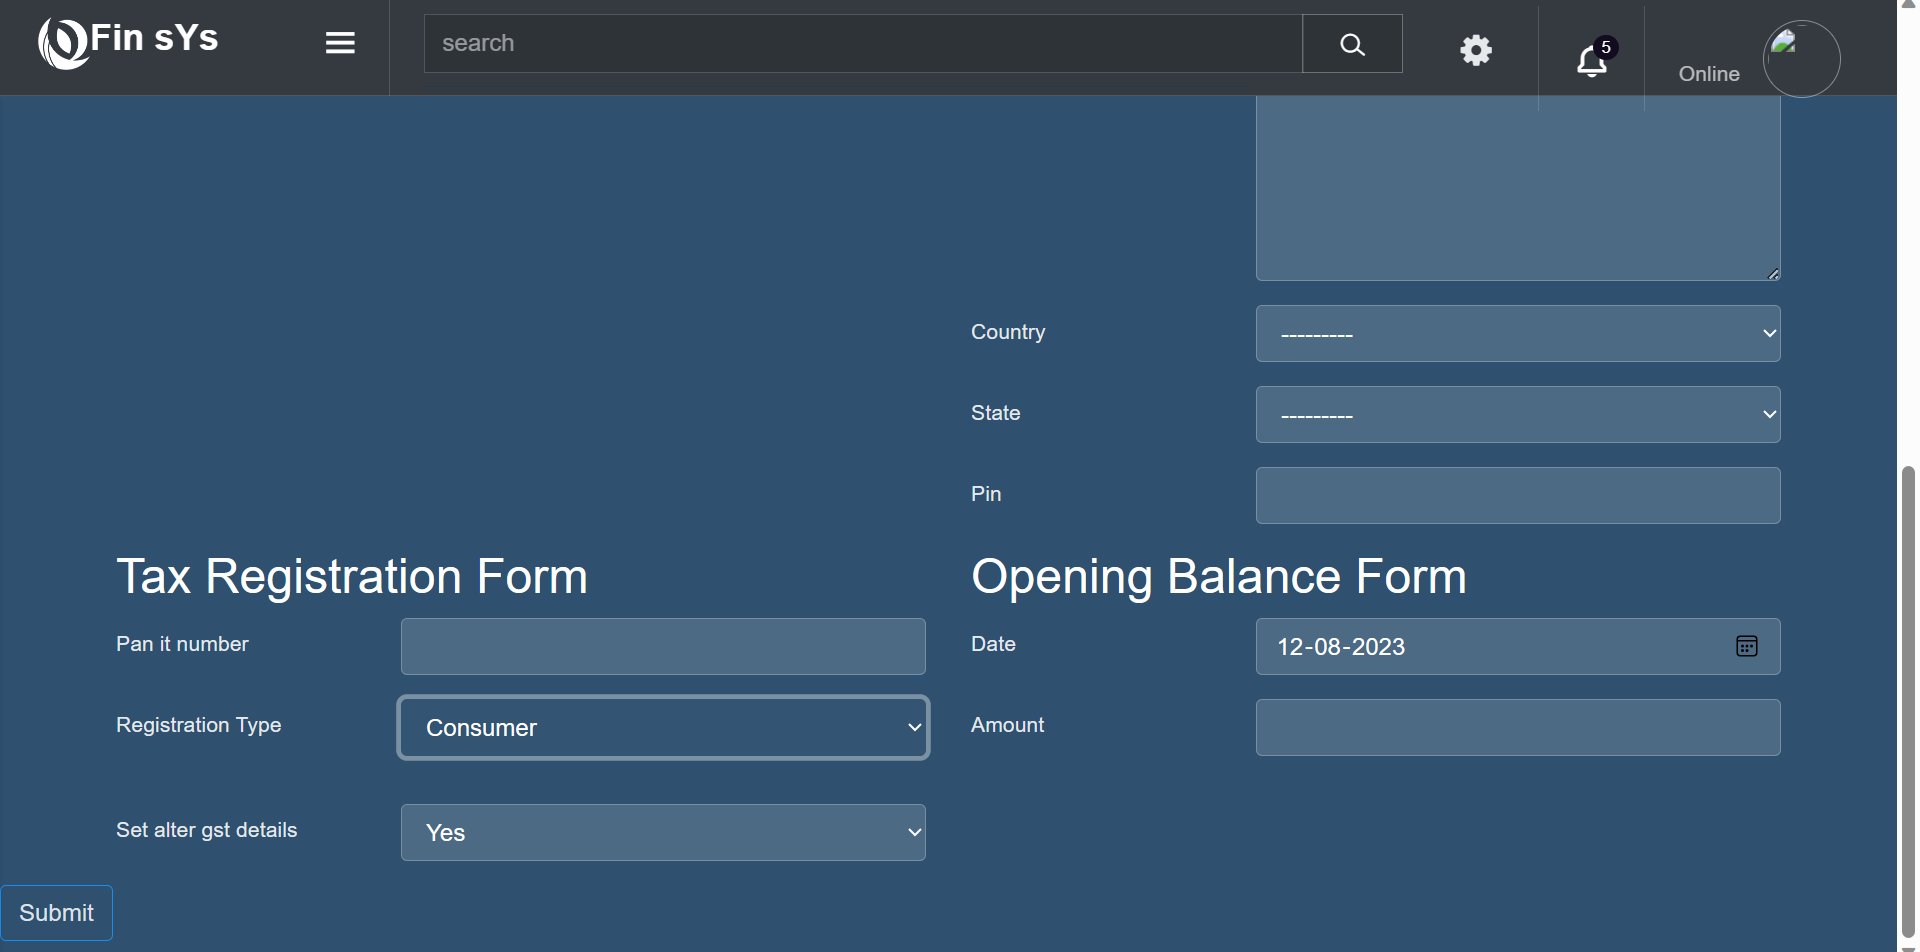 Fin sYs
search
5
Online
Country
---------
State
---------
Pin
Tax Registration Form
Opening Balance Form
Pan it number
Date
12-08-2023
Registration Type
Consumer
Amount
Set alter gst details
Yes
Submit